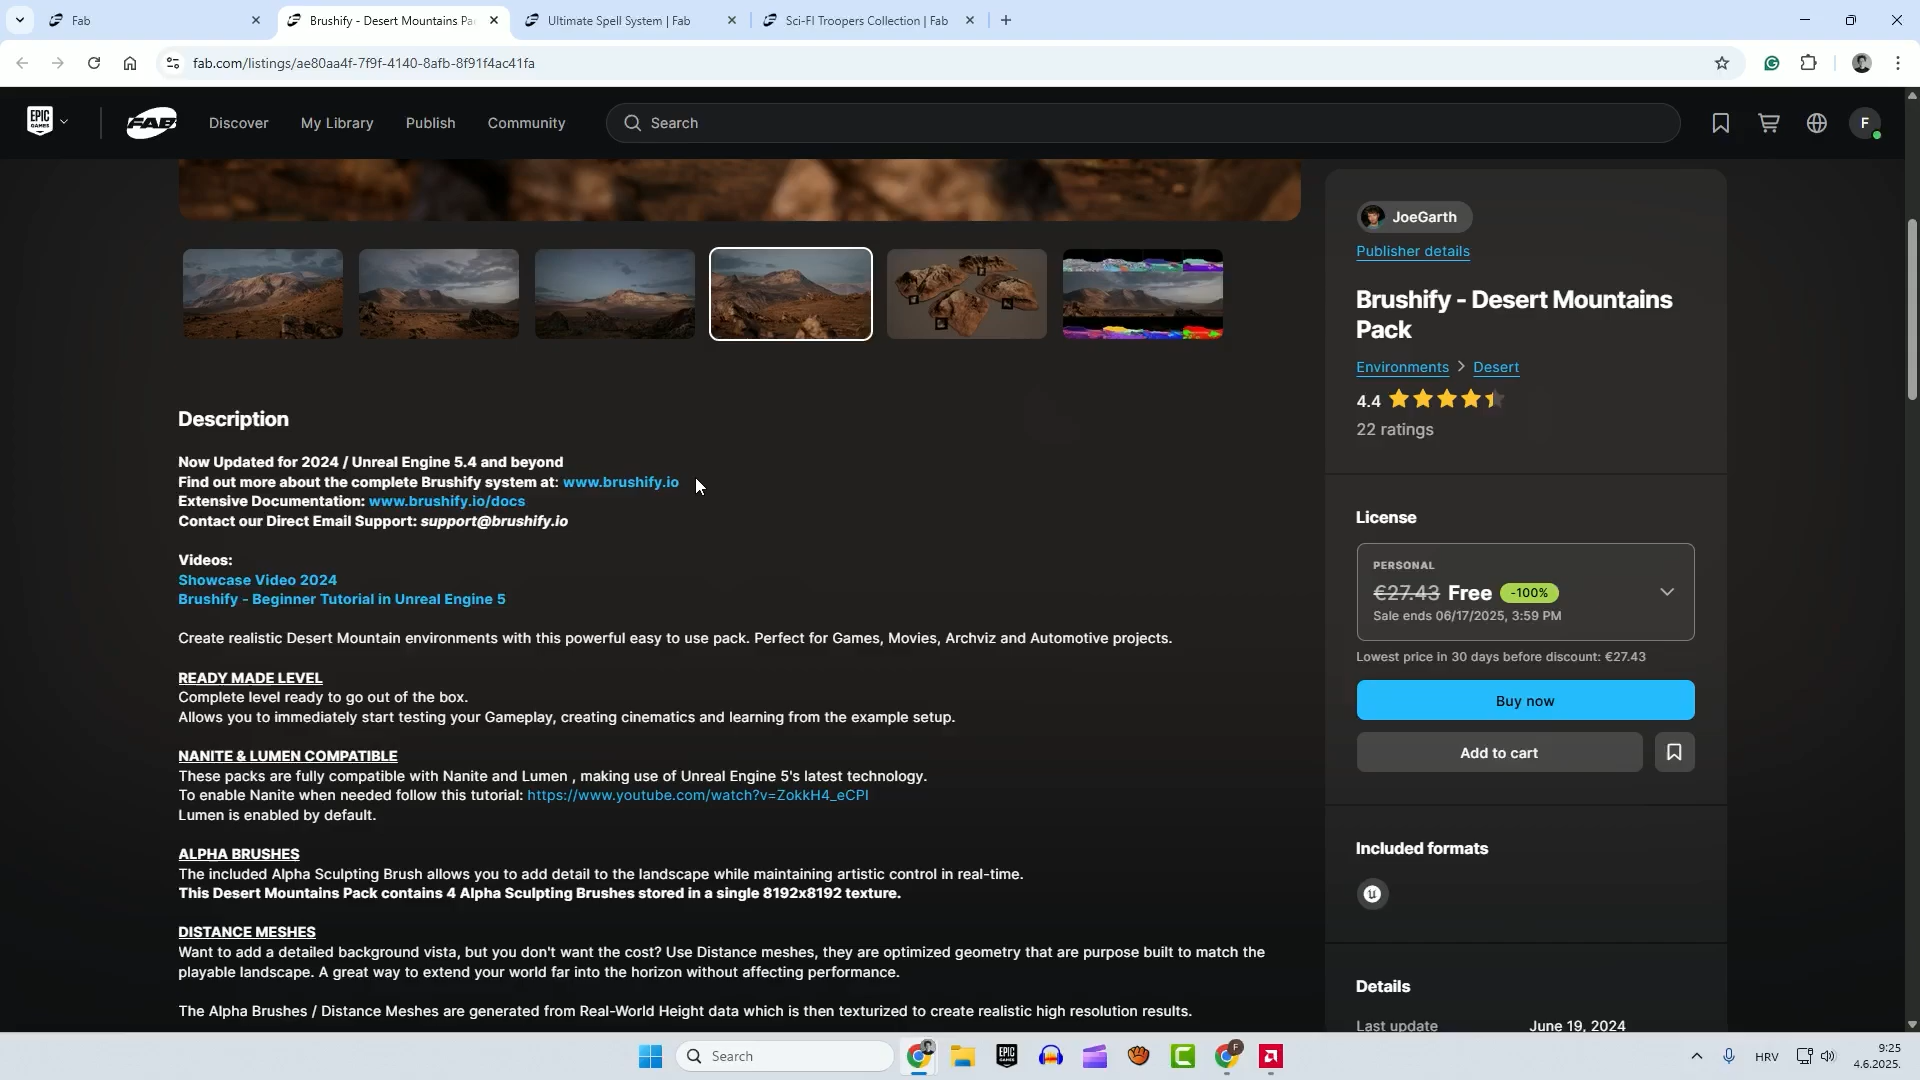 Fab
Brushify - Desert Mountains Pa
Ultimate Spell System | Fab
Sci-FI Troopers Collection | Fab
fab.com/listings/ae80aa4f-7f9f-4140-8afb-8f91f4ac41fa
EPIC
GAMES
FAB
Discover
My Library
Publish
Community
Search
F
JoeGarth
Publisher details
Brushify - Desert Mountains
Pack
Environments > Desert
4.4
22 ratings
Description
Now Updated for 2024 / Unreal Engine 5.4 and beyond
Find out more about the complete Brushify system at: www.brushify.io
Extensive Documentation: www.brushify.io/docs
Contact our Direct Email Support: support@brushify.io
Videos:
Showcase Video 2024
Brushify - Beginner Tutorial in Unreal Engine 5
Create realistic Desert Mountain environments with this powerful easy to use pack. Perfect for Games, Movies, Archviz and Automotive projects.
READY MADE LEVEL
Complete level ready to go out of the box.
Allows you to immediately start testing your Gameplay, creating cinematics and learning from the example setup.
NANITE & LUMEN COMPATIBLE
These packs are fully compatible with Nanite and Lumen , making use of Unreal Engine 5's latest technology.
To enable Nanite when needed follow this tutorial: https://www.youtube.com/watch?v=ZokkH4_eCPI
Lumen is enabled by default.
ALPHA BRUSHES
The included Alpha Sculpting Brush allows you to add detail to the landscape while maintaining artistic control in real-time.
This Desert Mountains Pack contains 4 Alpha Sculpting Brushes stored in a single 8192x8192 texture.
DISTANCE MESHES
Want to add a detailed background vista, but you don't want the cost? Use Distance meshes, they are optimized geometry that are purpose built to match the
playable landscape. A great way to extend your world far into the horizon without affecting performance.
The Alpha Brushes / Distance Meshes are generated from Real-World Height data which is then texturized to create realistic high resolution results.
License
PERSONAL
€27.43 Free -100%
Sale ends 06/17/2025, 3:59 PM
Lowest price in 30 days before discount: €27.43
Buy now
Add to cart
Included formats
Details
Last update June 19, 2024
Search
EPIC
GAMES
F
HRV
9:25
4.6.2025.